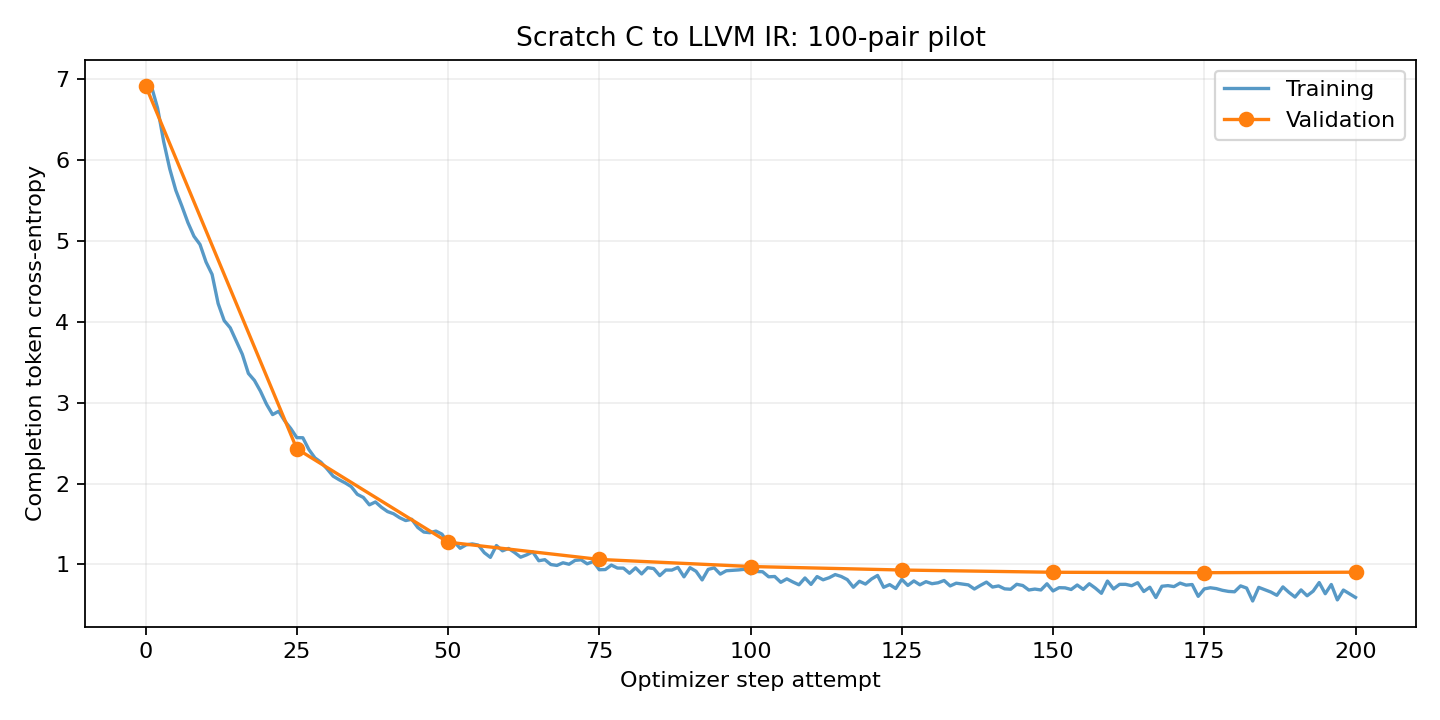 Scratch C to LLVM IR: 100-pair pilot
Training
Validation
Completion token cross-entropy
7
6
5
4
3
2
1
0 25 50 75 100 125 150 175 200
Optimizer step attempt